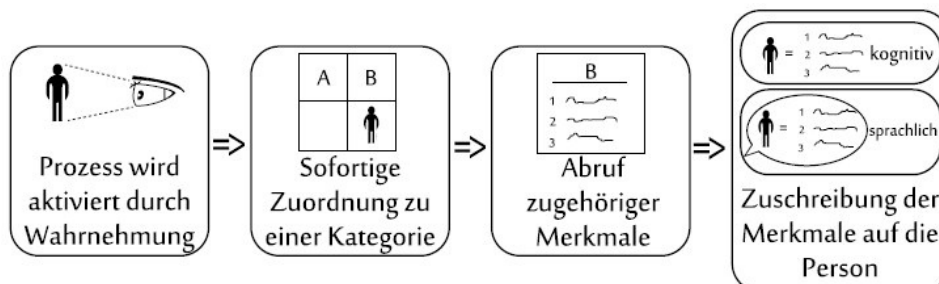 Prozess wird
aktiviert durch
Wahrnehmung
A B
Sofortige
Zuordnung zu
einer Kategorie
B
1
2
3
Abruf
zugehöriger
Merkmale
1
2
3
= kognitiv
1
2
3
= sprachlich
Zuschreibung der
Merkmale auf die
Person